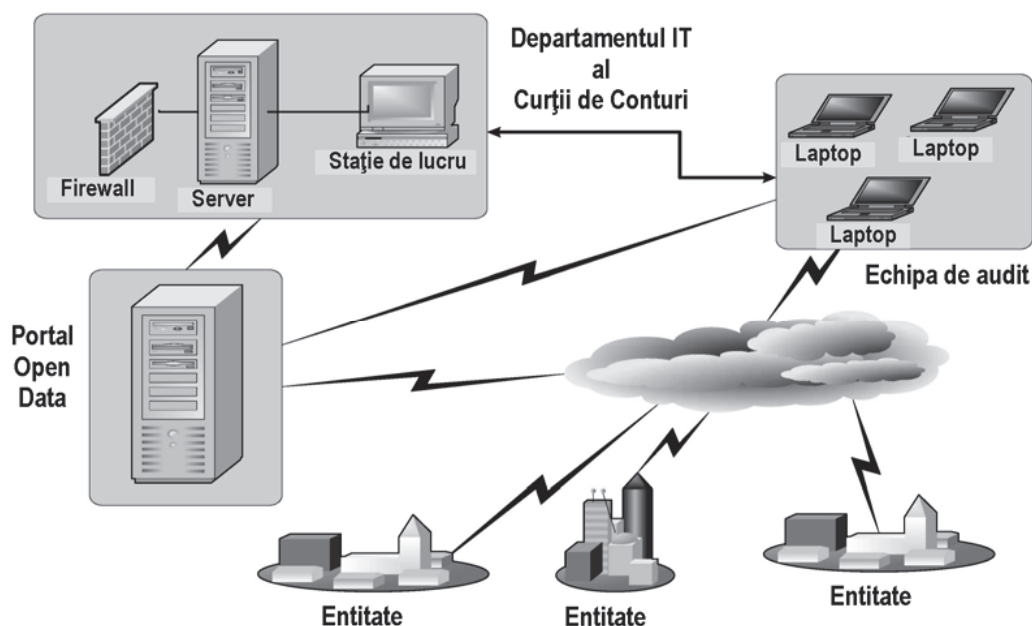 Departamentul IT
al
Curţii de Conturi
Firewall
Server
Staţie de lucru
Laptop
Laptop
Laptop
Echipa de audit
Portal
Open
Data
Entitate
Entitate
Entitate